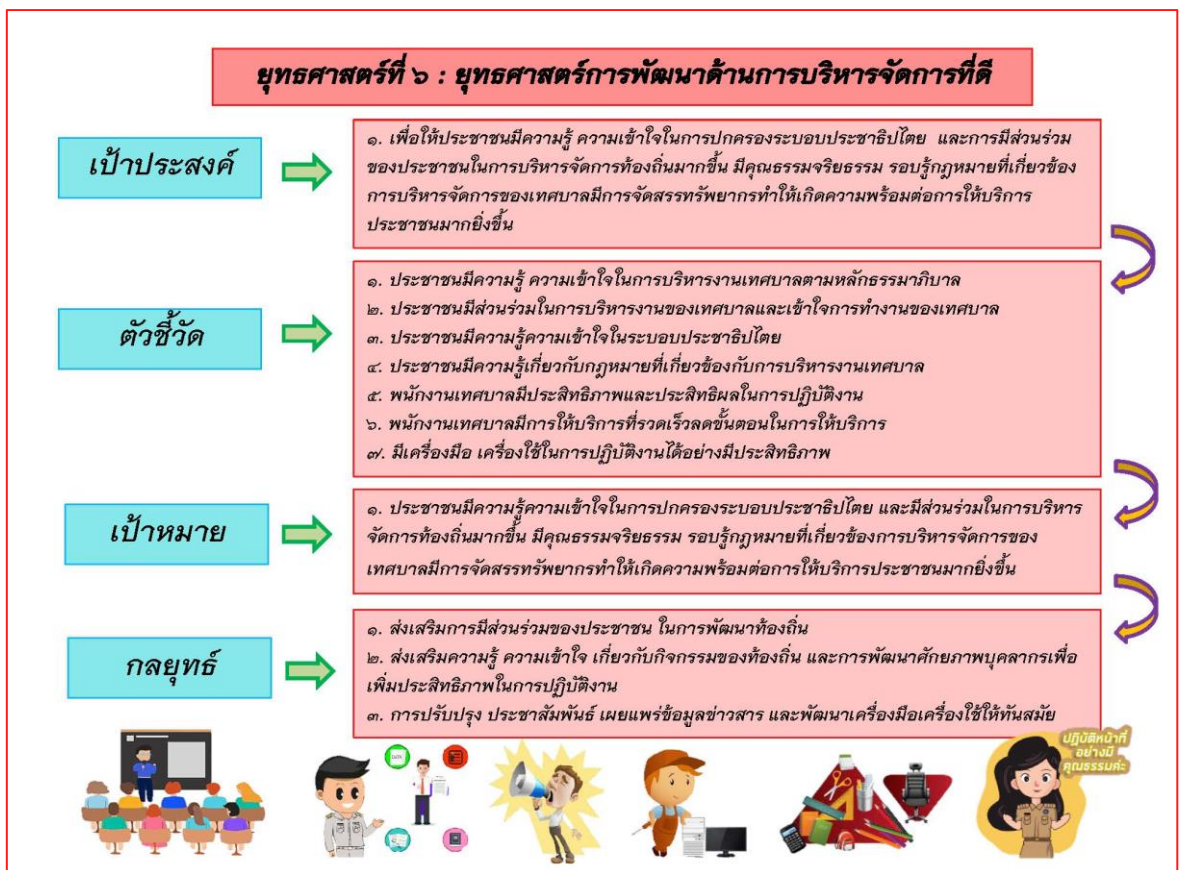 ยุทธศาสตร์ที่ ๖ : ยุทธศาสตร์การพัฒนาด้านการบริหารจัดการที่ดี
เป้าประสงค์
๑. เพื่อให้ประชาชนมีความรู้ ความเข้าใจในการปกครองระบอบประชาธิปไตย และการมีส่วนร่วม
ของประชาชนในการบริหารจัดการท้องถิ่นมากขึ้น มีคุณธรรมจริยธรรม รอบรู้กฎหมายที่เกี่ยวข้อง
การบริหารจัดการของเทศบาลมีการจัดสรรทรัพยากรทำให้เกิดความพร้อมต่อการให้บริการ
ประชาชนมากยิ่งขึ้น
ตัวชี้วัด
๑. ประชาชนมีความรู้ ความเข้าใจในการบริหารงานเทศบาลตามหลักธรรมาภิบาล
๒. ประชาชนมีส่วนร่วมในการบริหารงานของเทศบาลและเข้าใจการทำงานของเทศบาล
๓. ประชาชนมีความรู้ความเข้าใจในระบอบประชาธิปไตย
๔. ประชาชนมีความรู้เกี่ยวกับกฎหมายที่เกี่ยวข้องกับการบริหารงานเทศบาล
๕. พนักงานเทศบาลมีประสิทธิภาพและประสิทธิผลในการปฏิบัติงาน
๖. พนักงานเทศบาลมีการให้บริการที่รวดเร็วลดขั้นตอนในการให้บริการ
๗. มีเครื่องมือ เครื่องใช้ในการปฏิบัติงานได้อย่างมีประสิทธิภาพ
เป้าหมาย
๑. ประชาชนมีความรู้ความเข้าใจในการปกครองระบอบประชาธิปไตย และมีส่วนร่วมในการบริหาร
จัดการท้องถิ่นมากขึ้น มีคุณธรรมจริยธรรม รอบรู้กฎหมายที่เกี่ยวข้องการบริหารจัดการของ
เทศบาลมีการจัดสรรทรัพยากรทำให้เกิดความพร้อมต่อการให้บริการประชาชนมากยิ่งขึ้น
กลยุทธ์
๑. ส่งเสริมการมีส่วนร่วมของประชาชน ในการพัฒนาท้องถิ่น
๒. ส่งเสริมความรู้ ความเข้าใจ เกี่ยวกับกิจกรรมของท้องถิ่น และการพัฒนาศักยภาพบุคลากรเพื่อ
เพิ่มประสิทธิภาพในการปฏิบัติงาน
๓. การปรับปรุง ประชาสัมพันธ์ เผยแพร่ข้อมูลข่าวสาร และพัฒนาเครื่องมือเครื่องใช้ให้ทันสมัย
ปฏิบัติหน้าที่
อย่างมี
คุณธรรมค่ะ